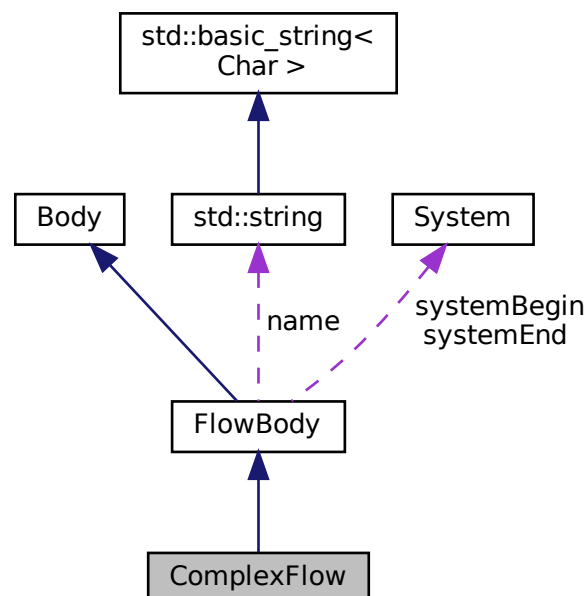 std::basic_string<
Char >
Body
std::string
System
name
systemBegin
systemEnd
FlowBody
ComplexFlow